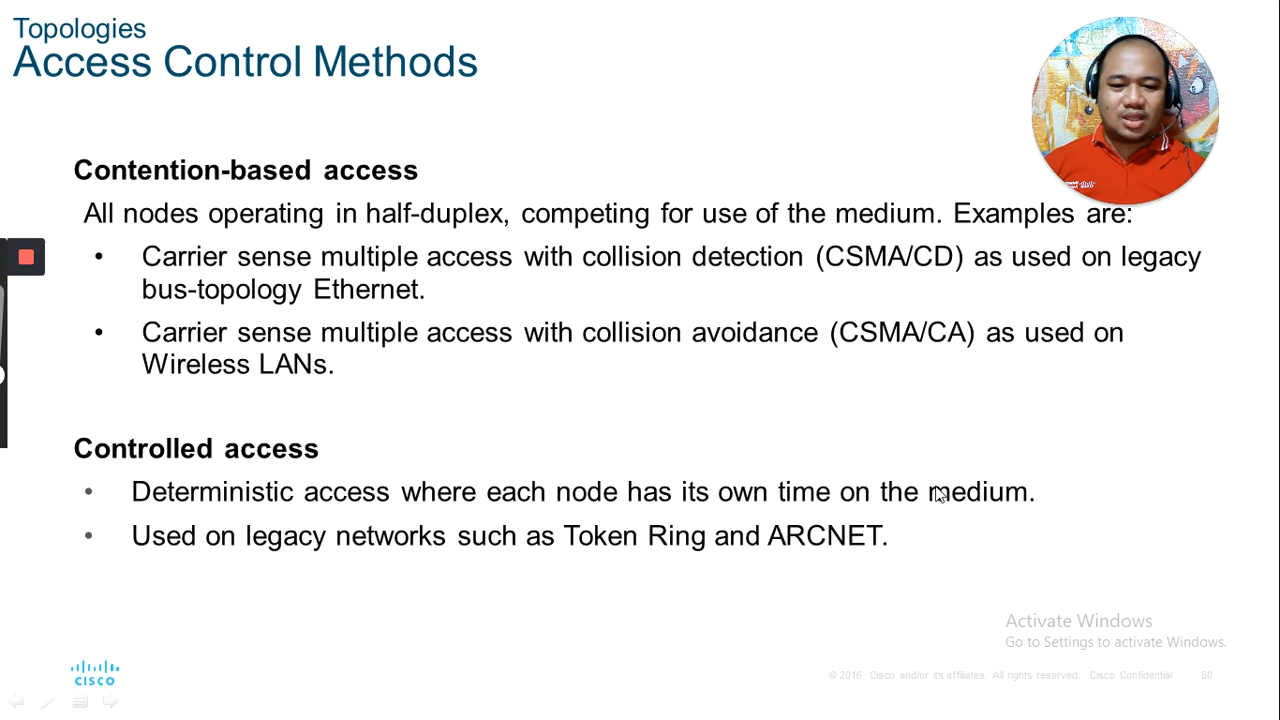 Topologies
Access Control Methods
Contention-based access
All nodes operating in half-duplex, competing for use of the medium. Examples are:
• Carrier sense multiple access with collision detection (CSMA/CD) as used on legacy
bus-topology Ethernet.
• Carrier sense multiple access with collision avoidance (CSMA/CA) as used on
Wireless LANs.
Controlled access
• Deterministic access where each node has its own time on the medium.
• Used on legacy networks such as Token Ring and ARCNET.
Activate Windows
Go to Settings to activate Windows.
CISCO
© 2016 Cisco and/or its affiliates. All rights reserved. Cisco Confidential 80